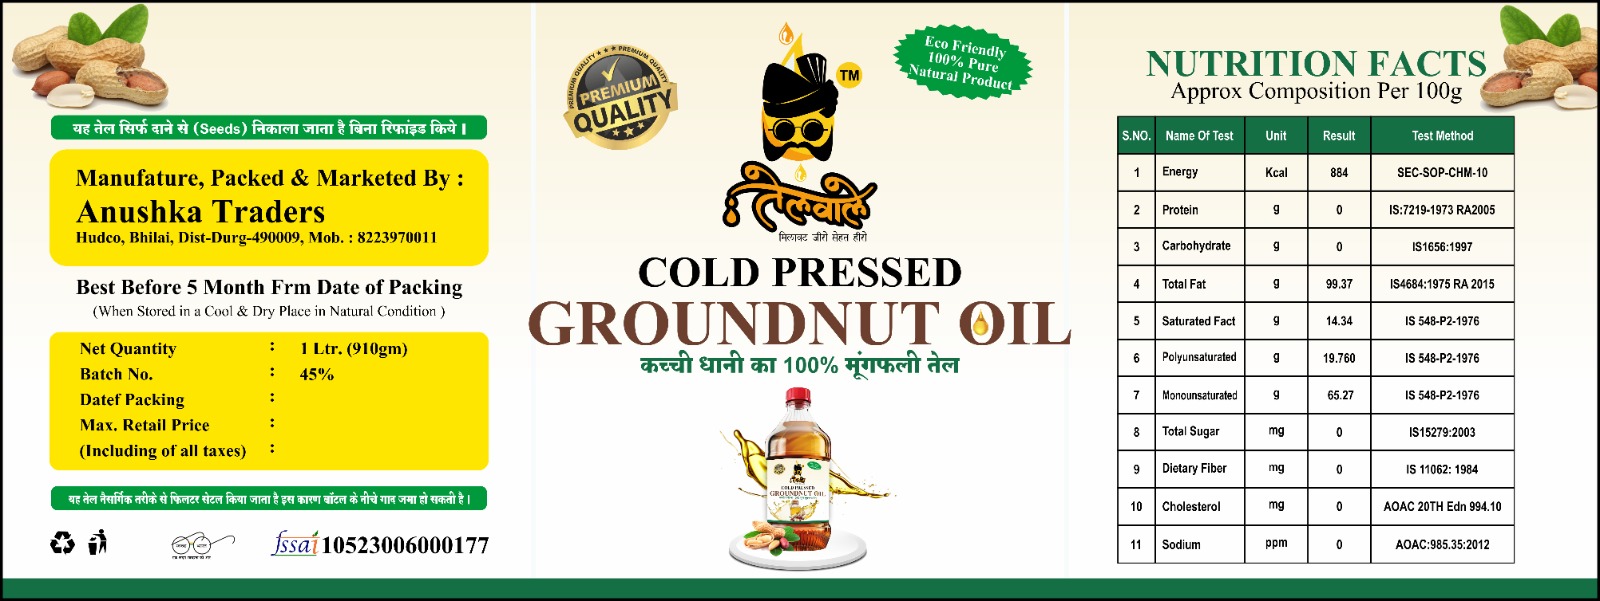 यह तेल सिर्फ दाने से (Seeds) निकाला जाता है बिना रिफांइड किये ।
Manufature, Packed & Marketed By :
Anushka Traders
Hudco, Bhilai, Dist-Durg-490009, Mob. : 8223970011
Best Before 5 Month Frm Date of Packing
(When Stored in a Cool & Dry Place in Natural Condition )
Net Quantity : 1 Ltr. (910gm)
Batch No. : 45%
Datef Packing :
Max. Retail Price :
(Including of all taxes) :
यह तेल नैसर्गिक तरीके से फिलटर सेटल किया जाता है इस कारण बॉटल के नीचे गाद जमा हो सकती है ।
fssai 10523006000177
PREMIUM QUALITY
PREMIUM
QUALITY
Eco Friendly
100% Pure
Natural Product
TM
तेलवाले
मिलावट जीरो सेहत हीरो
COLD PRESSED
GROUNDNUT OIL
कच्ची धानी का 100% मूंगफली तेल
COLD PRESSED
GROUNDNUT OIL
NUTRITION FACTS
Approx Composition Per 100g
S.NO. Name Of Test Unit Result Test Method
1 Energy Kcal 884 SEC-SOP-CHM-10
2 Protein g 0 IS:7219-1973 RA2005
3 Carbohydrate g 0 IS1656:1997
4 Total Fat g 99.37 IS4684:1975 RA 2015
5 Saturated Fact g 14.34 IS 548-P2-1976
6 Polyunsaturated g 19.760 IS 548-P2-1976
7 Monounsaturated g 65.27 IS 548-P2-1976
8 Total Sugar mg 0 IS15279:2003
9 Dietary Fiber mg 0 IS 11062: 1984
10 Cholesterol mg 0 AOAC 20TH Edn 994.10
11 Sodium ppm 0 AOAC:985.35:2012